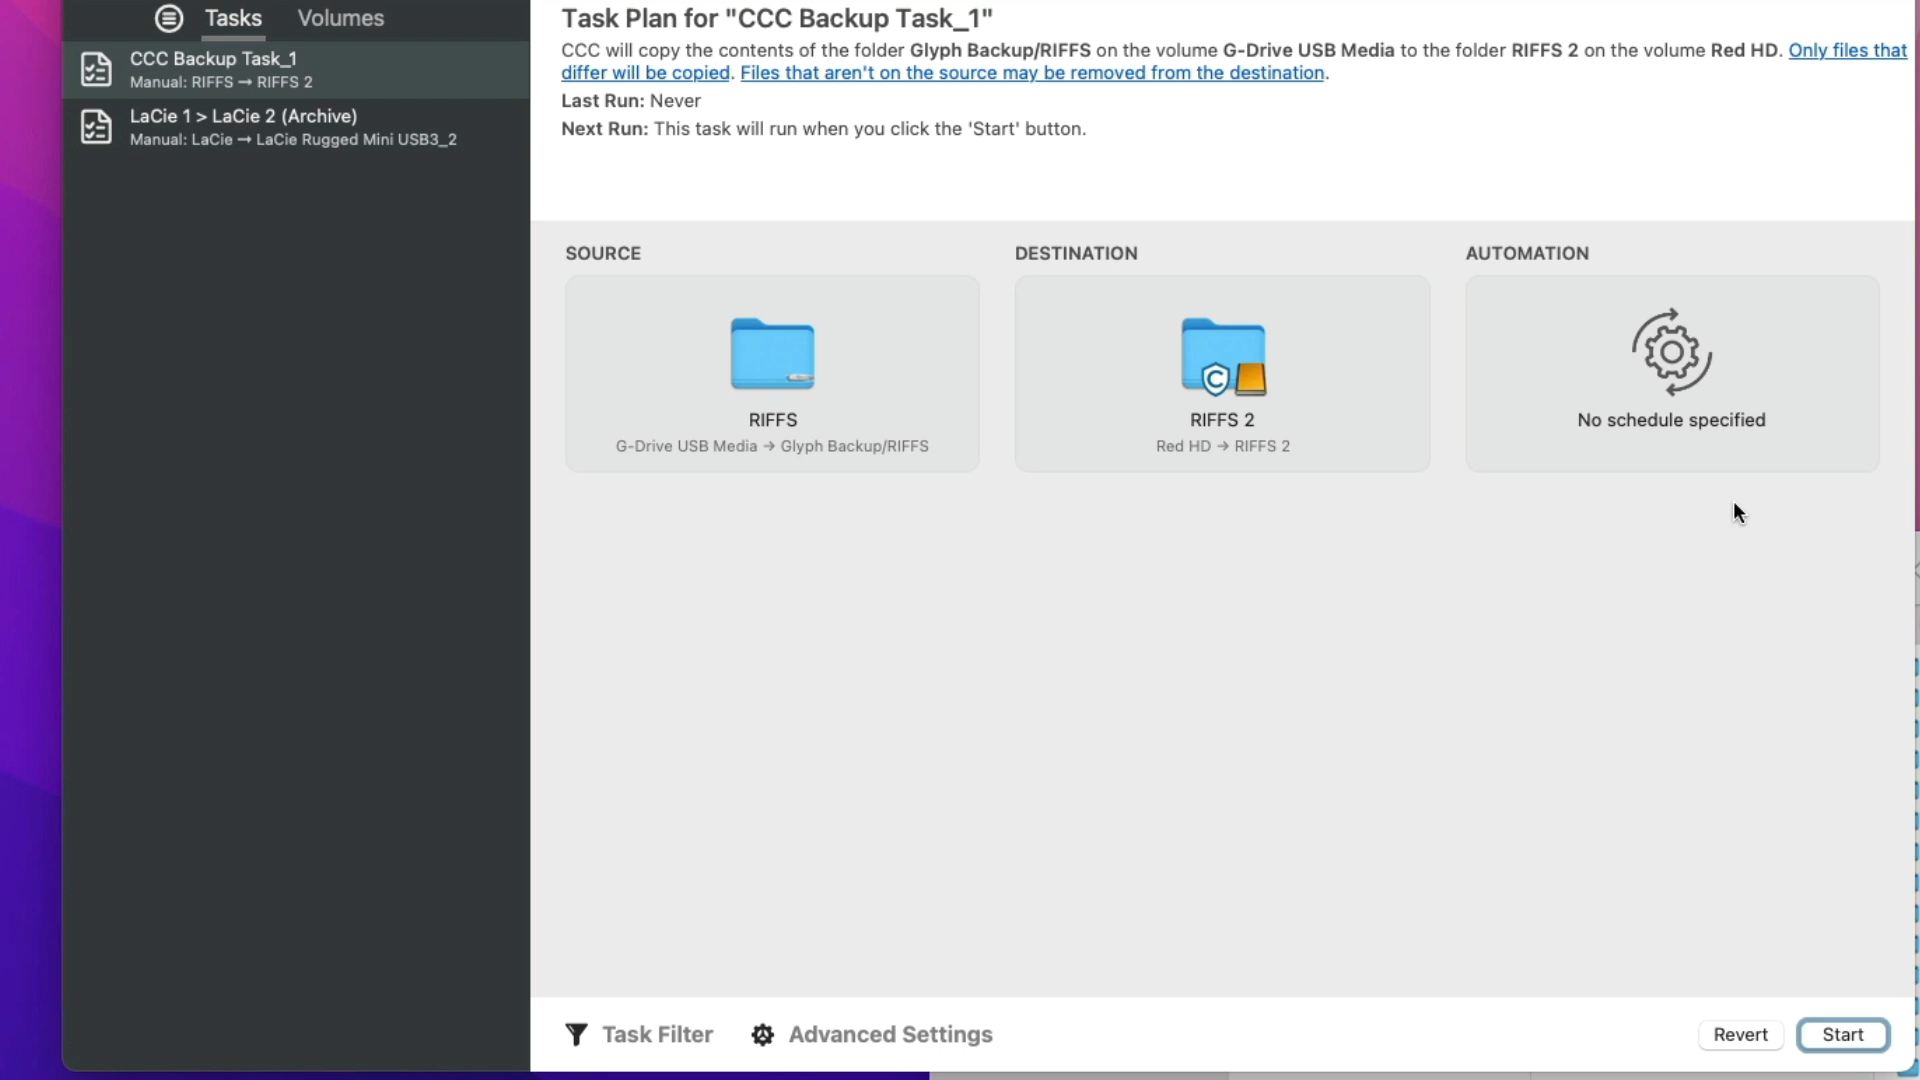 Tasks
Volumes
CCC Backup Task_1
Manual: RIFFS → RIFFS 2
LaCie 1 > LaCie 2 (Archive)
Manual: LaCie → LaCie Rugged Mini USB3_2
Task Plan for "CCC Backup Task_1"
CCC will copy the contents of the folder Glyph Backup/RIFFS on the volume G-Drive USB Media to the folder RIFFS 2 on the volume Red HD. Only files that
differ will be copied. Files that aren't on the source may be removed from the destination.
Last Run: Never
Next Run: This task will run when you click the 'Start' button.
SOURCE
RIFFS
G-Drive USB Media → Glyph Backup/RIFFS
DESTINATION
RIFFS 2
Red HD → RIFFS 2
AUTOMATION
No schedule specified
Task Filter
Advanced Settings
Revert
Start